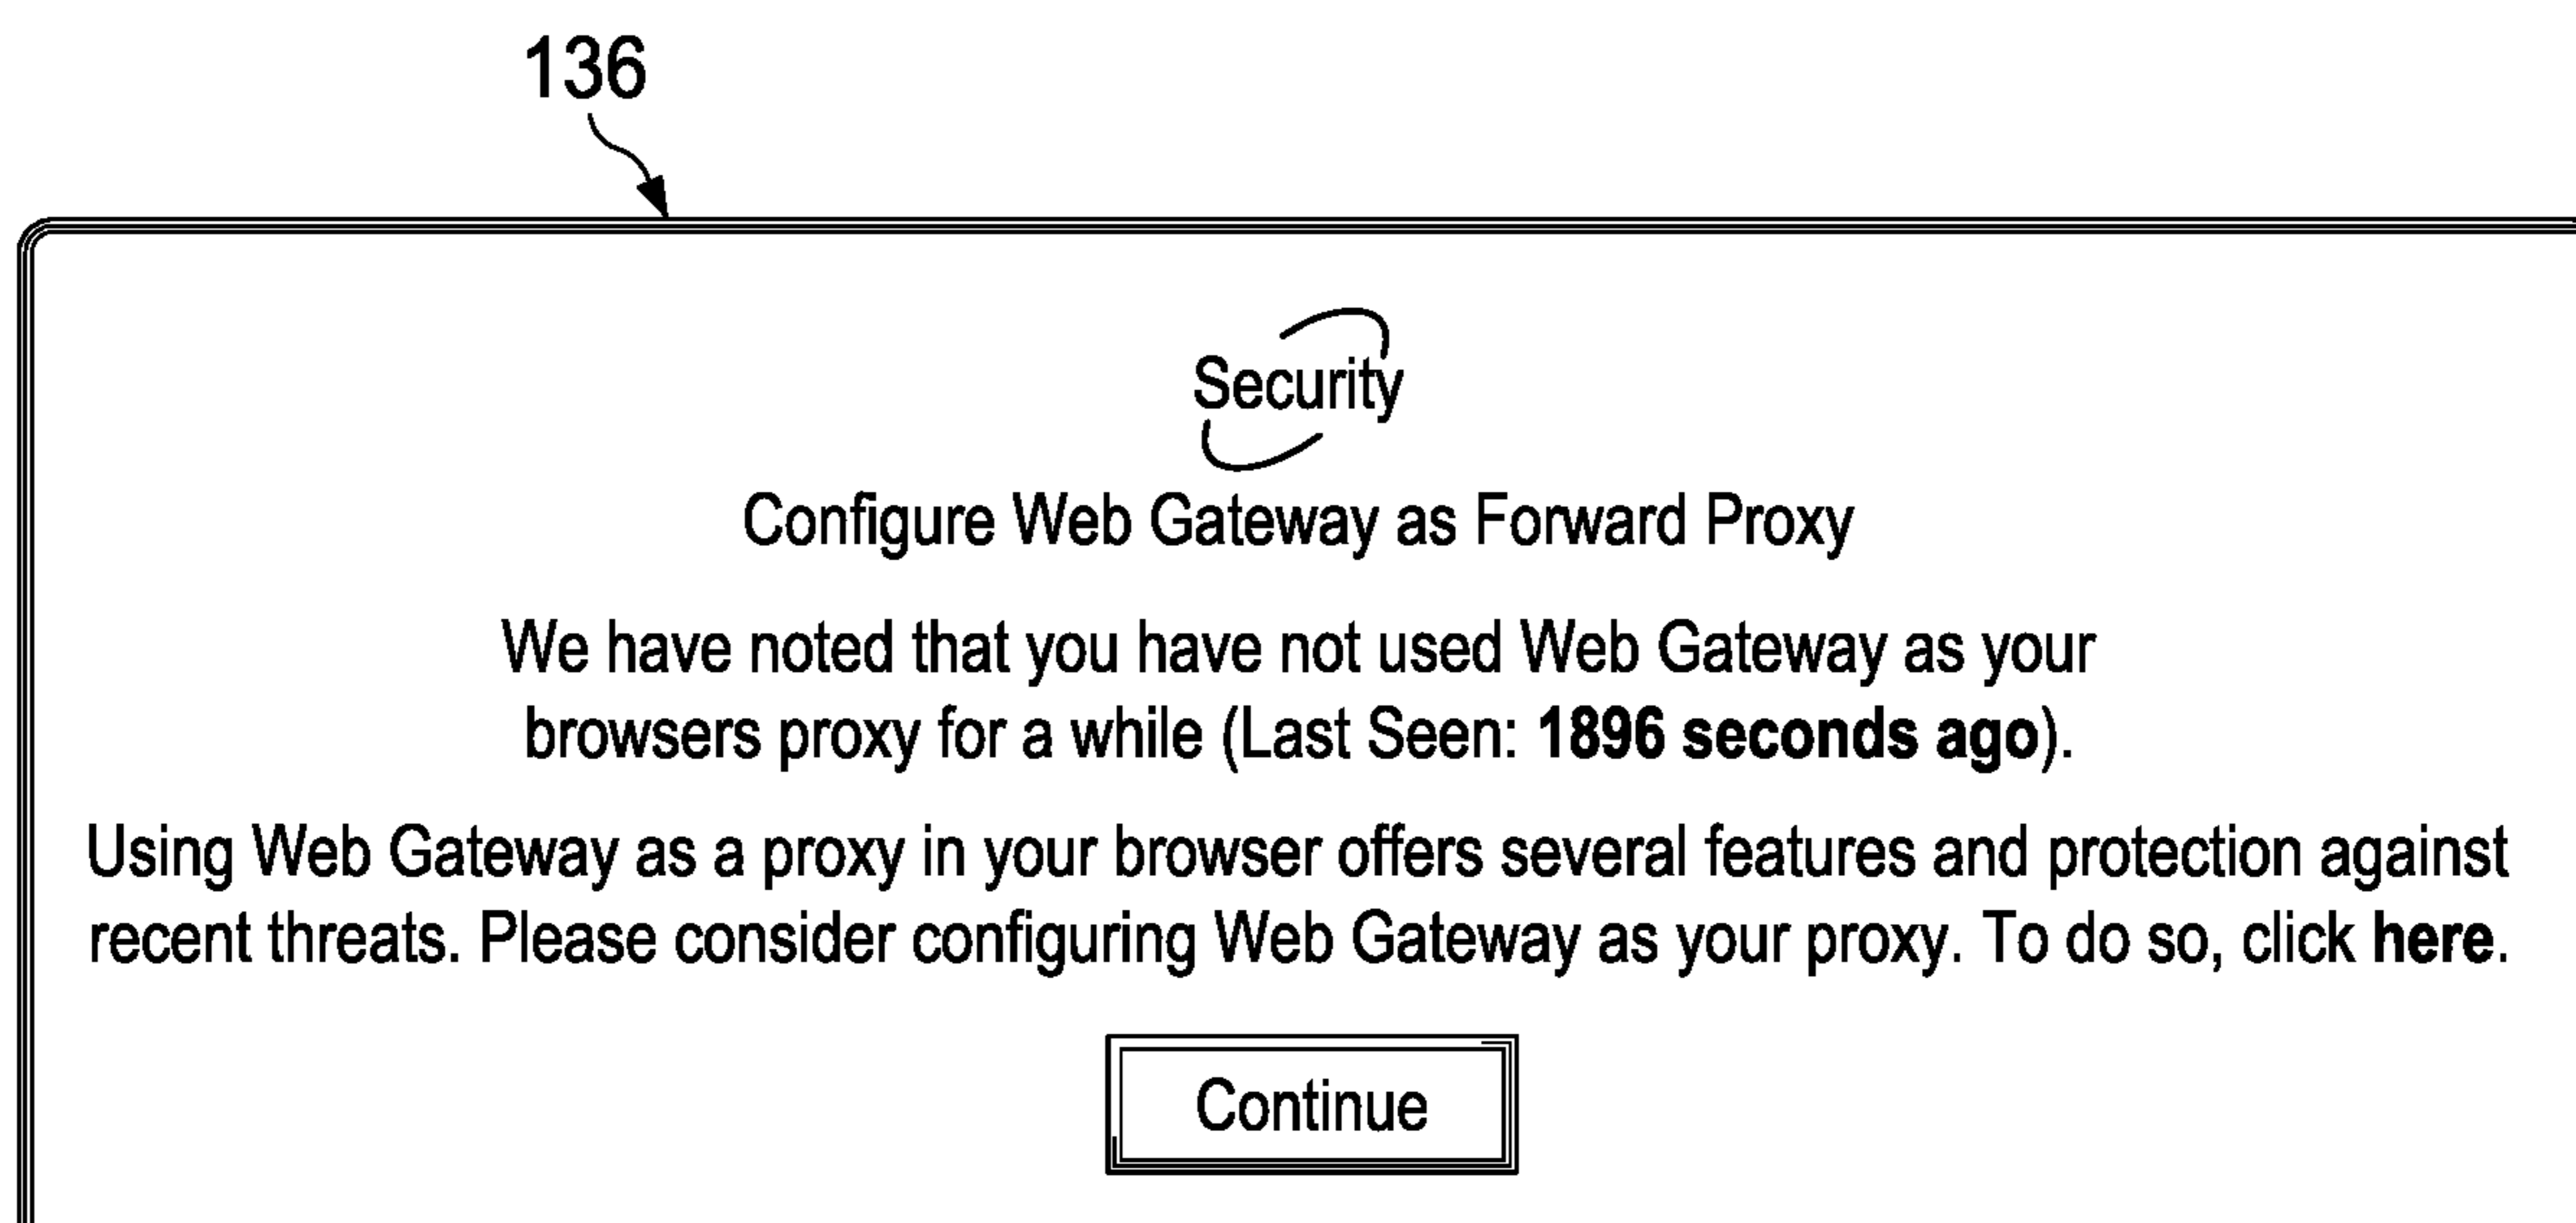 136
Security
Configure Web Gateway as Forward Proxy
We have noted that you have not used Web Gateway as your
browsers proxy for a while (Last Seen: 1896 seconds ago).
Using Web Gateway as a proxy in your browser offers several features and protection against
recent threats. Please consider configuring Web Gateway as your proxy. To do so, click here.
Continue